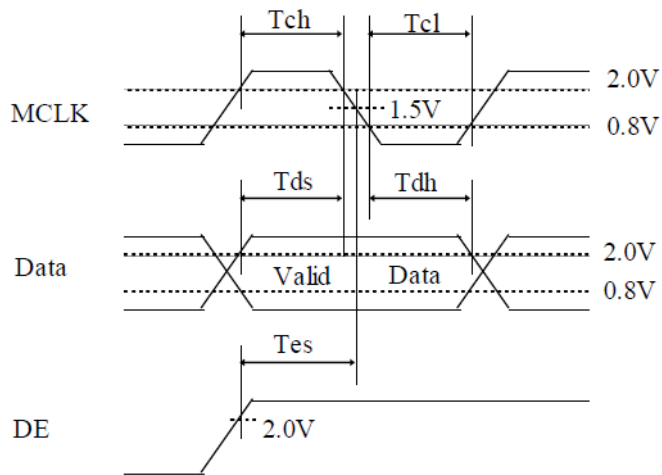 Tch Tcl
MCLK 2.0V
1.5V
0.8V
Tds Tdh
Data 2.0V
Valid Data
0.8V
Tes
DE 2.0V